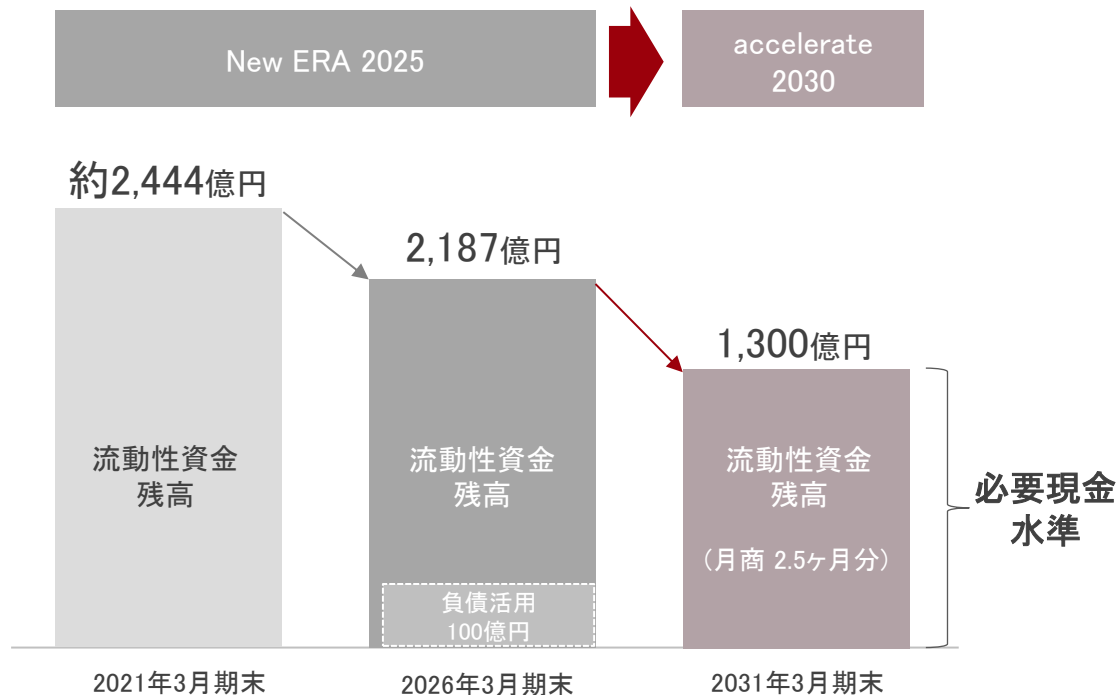 New ERA 2025
accelerate
2030
約2,444億円
2,187億円
1,300億円
流動性資金
残高
流動性資金
残高
負債活用
100億円
流動性資金
残高
(月商 2.5ヶ月分)
必要現金
水準
2021年3月期末
2026年3月期末
2031年3月期末